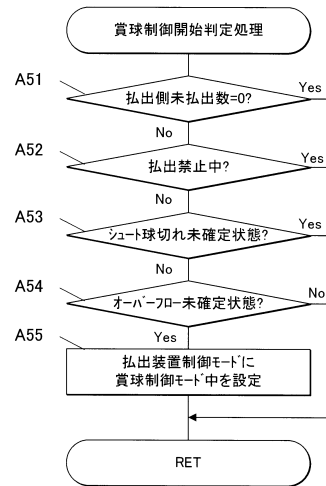 賞球制御開始判定処理
A51
払出側未払出数=0?
Yes
No
A52
払出禁止中?
Yes
No
A53
シュート球切れ未確定状態?
Yes
No
A54
オーバーフロー未確定状態?
No
Yes
A55
払出装置制御モードに
賞球制御モード中を設定
RET